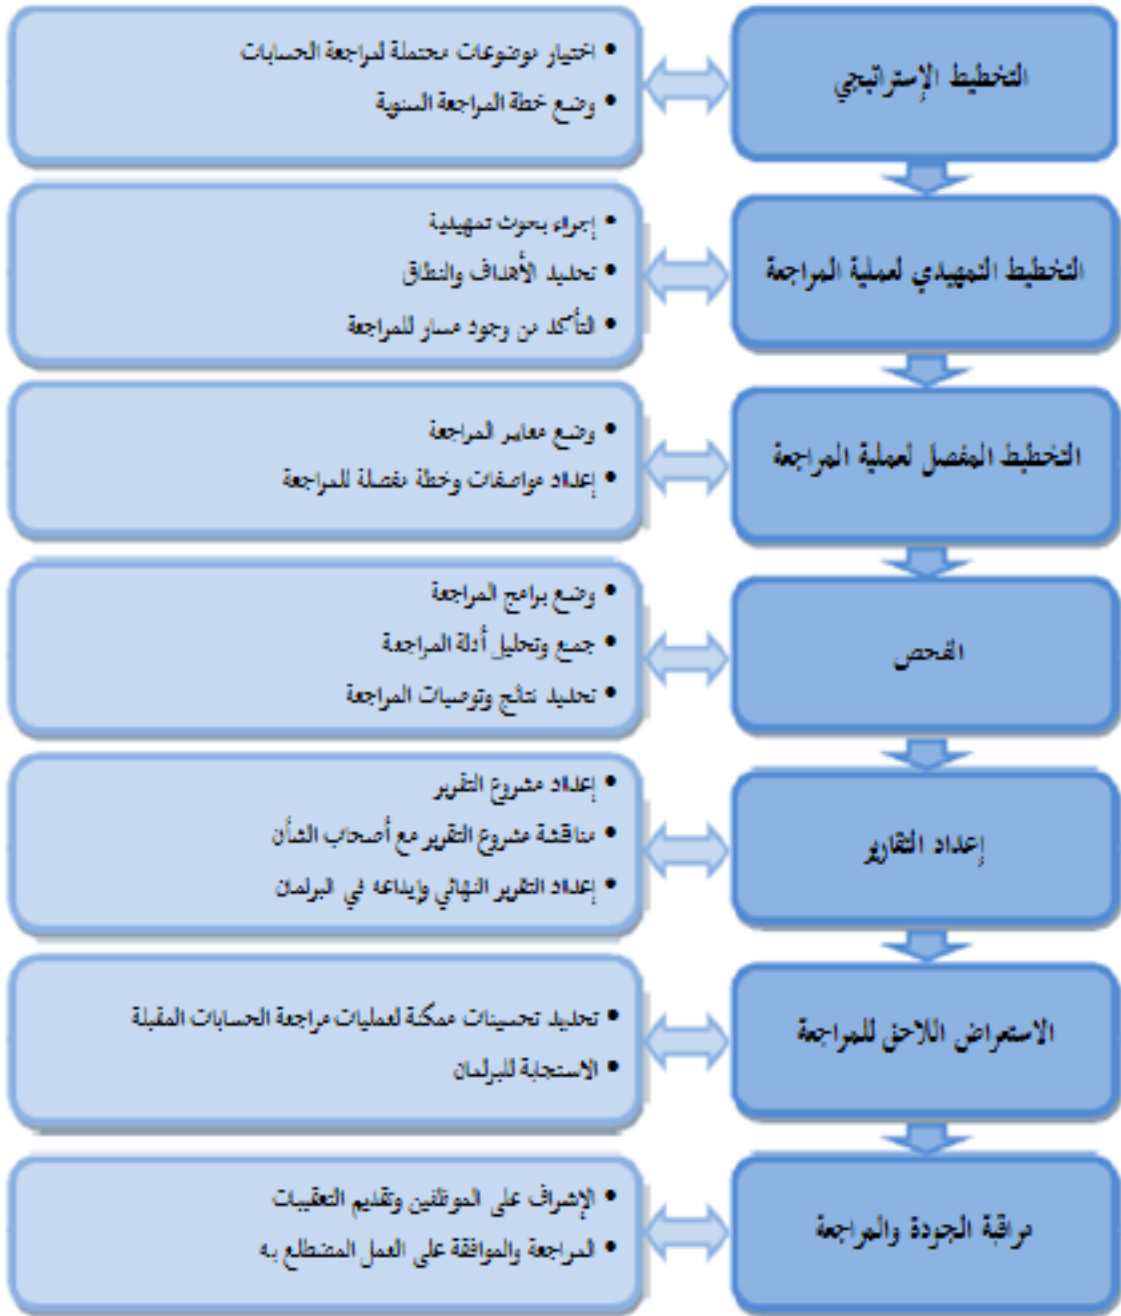 التخطيط الإستراتيجي
• اختيار موضوعات محتملة لمراجعة الحسابات
• وضع خطة المراجعة السنوية
التخطيط التمهيدي لعملية المراجعة
• إجراء بحوث تمهيدية
• تحديد الأهداف والنطاق
• التأكد من وجود مسار للمراجعة
التخطيط المفصل لعملية المراجعة
• وضع معايير المراجعة
• إعداد مواصفات وخطة مفصلة للمراجعة
الفحص
• وضع برامج المراجعة
• جمع وتحليل أدلة المراجعة
• تحديد نتائج وتوصيات المراجعة
إعداد التقارير
• إعداد مشروع التقرير
• مناقشة مشروع التقرير مع أصحاب الشأن
• إعداد التقرير النهائي وإيداعه في البرلمان
الاستعراض اللاحق للمراجعة
• تحديد تحسينات ممكنة لعمليات مراجعة الحسابات المقبلة
• الاستجابة للبرلمان
مراقبة الجودة والمراجعة
• الإشراف على الموظفين وتقديم التعقيبات
• المراجعة والموافقة على العمل المضطلع به